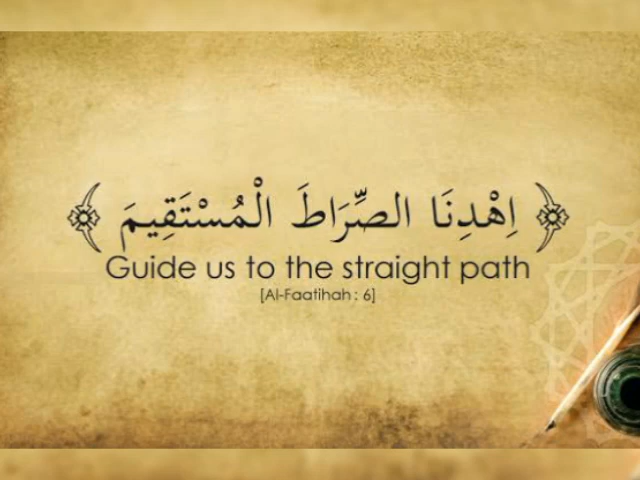 ﴿ اِهْدِنَا الصِّرَاطَ الْمُسْتَقِيمَ ﴾
Guide us to the straight path
[Al-Faatihah : 6]